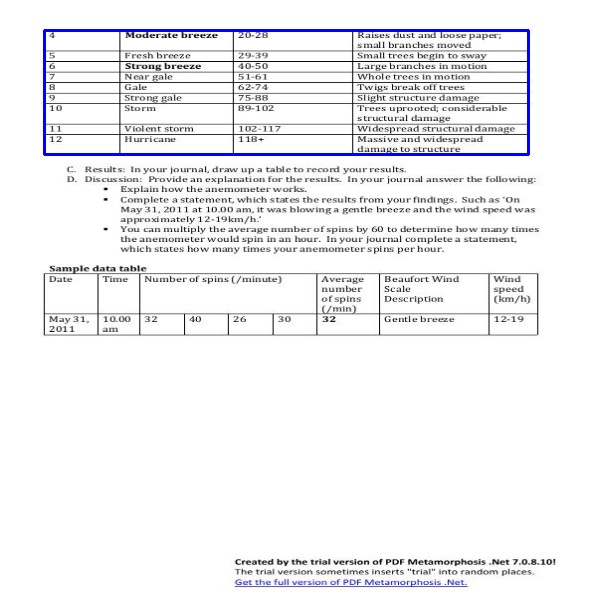 4 Moderate breeze 20-28 Raises dust and loose paper;
small branches moved
5 Fresh breeze 29-39 Small trees begin to sway
6 Strong breeze 40-50 Large branches in motion
7 Near gale 51-61 Whole trees in motion
8 Gale 62-74 Twigs break off trees
9 Strong gale 75-88 Slight structure damage
10 Storm 89-102 Trees uprooted; considerable
structural damage
11 Violent storm 102-117 Widespread structural damage
12 Hurricane 118+ Massive and widespread
damage to structure
C. Results: In your journal, draw up a table to record your results.
D. Discussion: Provide an explanation for the results. In your journal answer the following:
• Explain how the anemometer works.
• Complete a statement, which states the results from your findings. Such as 'On
May 31, 2011 at 10.00 am, it was blowing a gentle breeze and the wind speed was
approximately 12-19km/h.'
• You can multiply the average number of spins by 60 to determine how many times
the anemometer would spin in an hour. In your journal complete a statement,
which states how many times your anemometer spins per hour.
Sample data table
Date Time Number of spins (/minute) Average Beaufort Wind Wind
number Scale speed
of spins Description (km/h)
(/min)
May 31, 10.00 32 40 26 30 32 Gentle breeze 12-19
2011 am
Created by the trial version of PDF Metamorphosis .Net 7.0.8.10!
The trial version sometimes inserts "trial" into random places.
Get the full version of PDF Metamorphosis .Net.